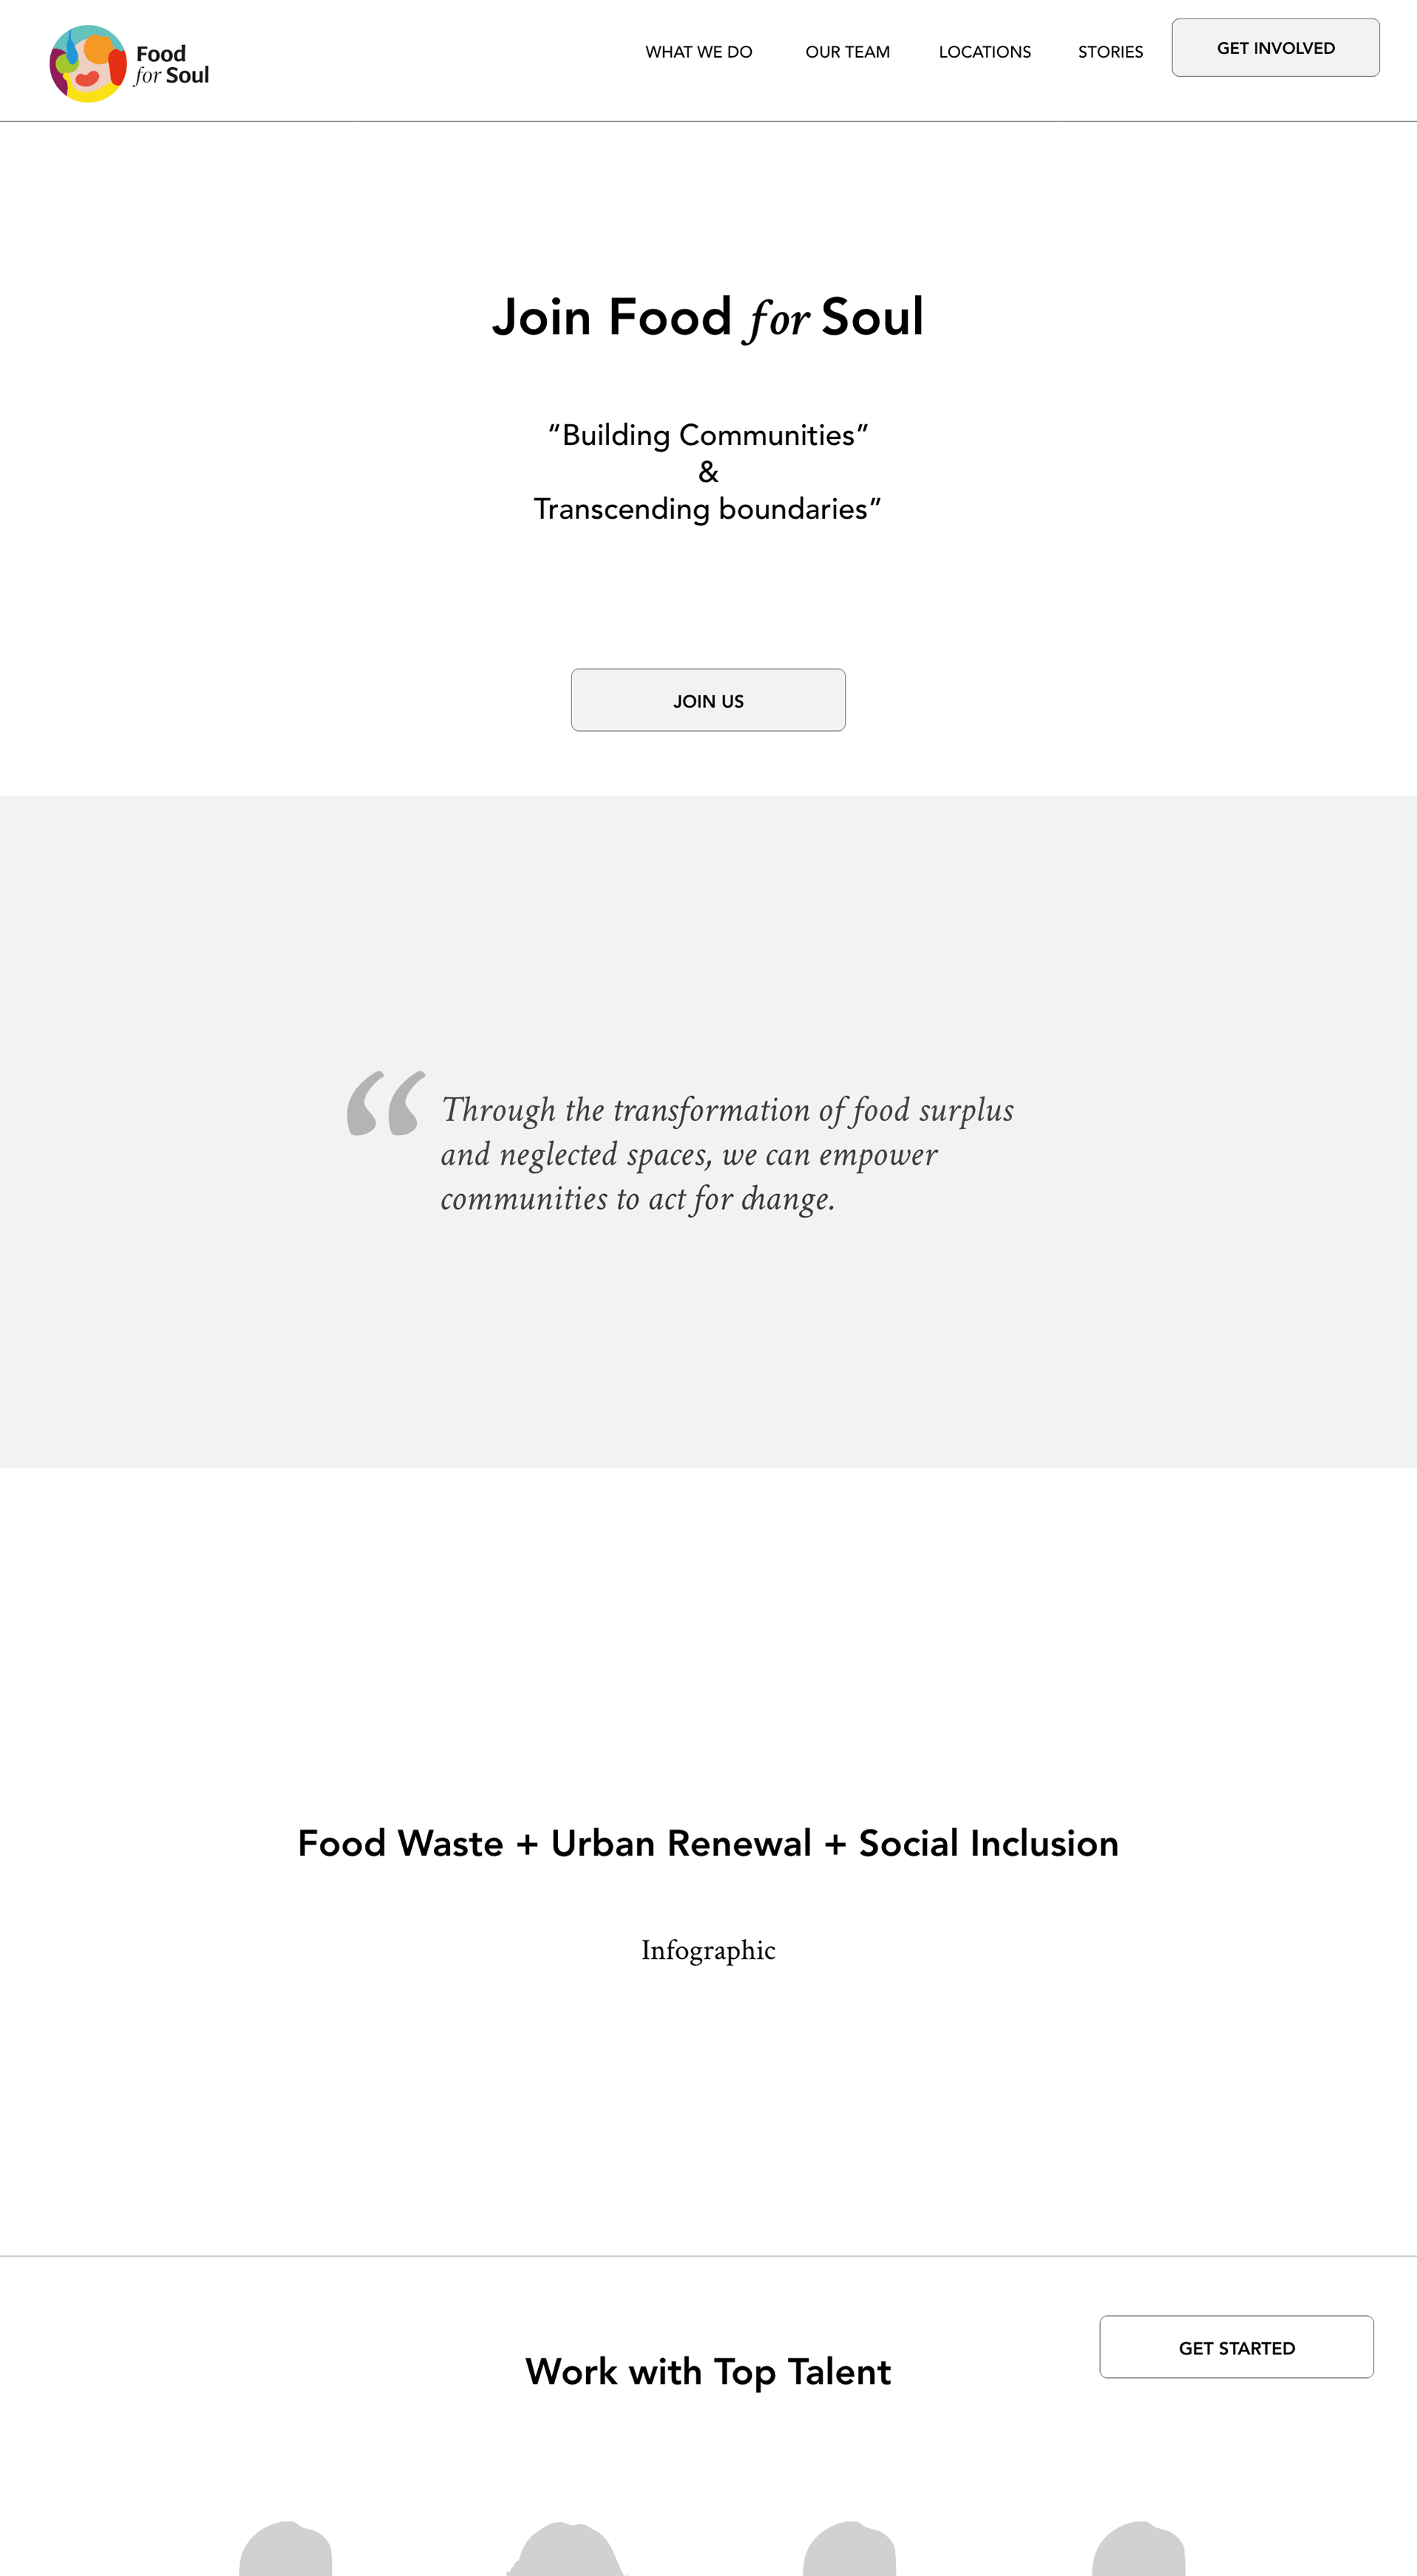 Food
for Soul
WHAT WE DO
OUR TEAM
LOCATIONS
STORIES
GET INVOLVED
Join Food for Soul
“Building Communities”
&
Transcending boundaries”
JOIN US
“ Through the transformation of food surplus
and neglected spaces, we can empower
communities to act for change.
Food Waste + Urban Renewal + Social Inclusion
Infographic
GET STARTED
Work with Top Talent